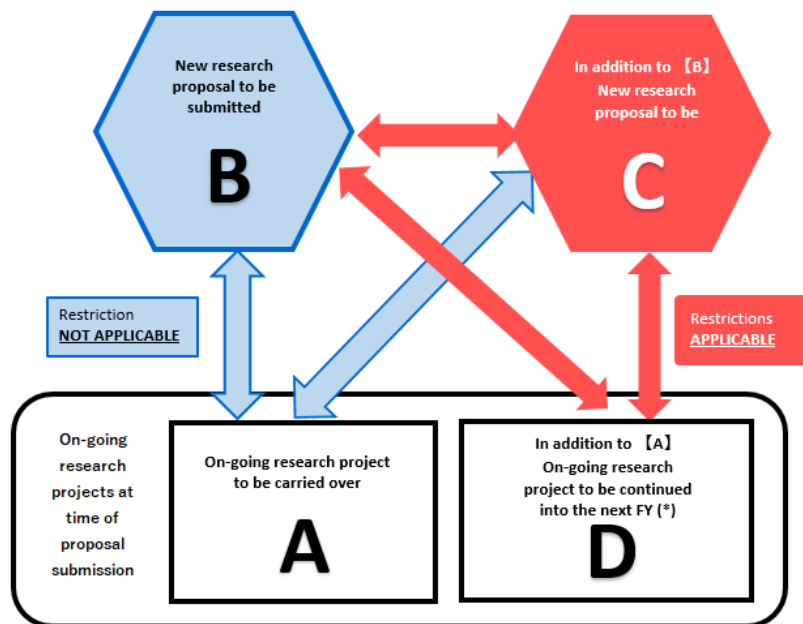 New research
proposal to be
submitted
B
In addition to 【B】
New research
proposal to be
C
Restriction
NOT APPLICABLE
Restrictions
APPLICABLE
On-going
research
projects at
time of
proposal
submission
On-going research project
to be carried over
A
In addition to 【A】
On-going research
project to be continued
into the next FY (*)
D